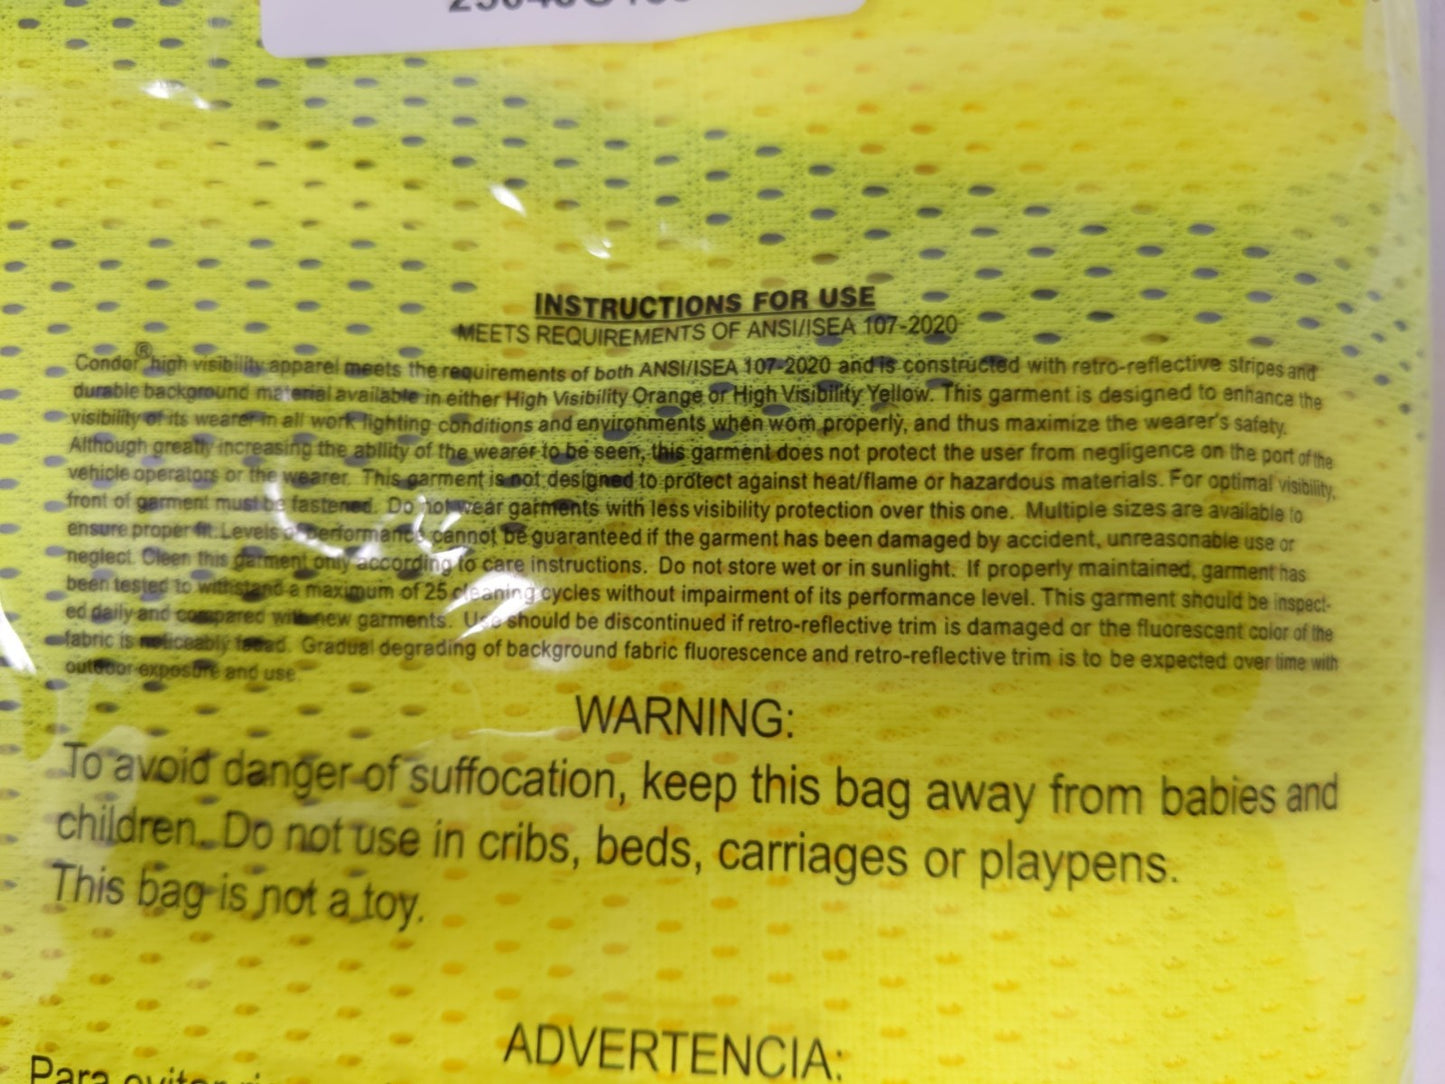 INSTRUCTIONS FOR USE
MEETS REQUIREMENTS OF ANSI/ISEA 107-2020
Condor® high visibility apparel meets the requirements of both ANSI/ISEA 107-2020 and is constructed with retro-reflective stripes and
durable background material available in either High Visibility Orange or High Visibility Yellow. This garment is designed to enhance the
visibility of its wearer in all work lighting conditions and environments when worn properly, and thus maximize the wearer's safety.
Although greatly increasing the ability of the wearer to be seen, this garment does not protect the user from negligence on the part of the
vehicle operators or the wearer. This garment is not designed to protect against heat/flame or hazardous materials. For optimal visibility,
front of garment must be fastened. Do not wear garments with less visibility protection over this one. Multiple sizes are available to
ensure proper fit. Levels of performance cannot be guaranteed if the garment has been damaged by accident, unreasonable use or
neglect. Clean this garment only according to care instructions. Do not store wet or in sunlight. If properly maintained, garment has
been tested to withstand a maximum of 25 cleaning cycles without impairment of its performance level. This garment should be inspect-
ed daily and compared with new garments. Use should be discontinued if retro-reflective trim is damaged or the fluorescent color of the
fabric is noticeably faded. Gradual degrading of background fabric fluorescence and retro-reflective trim is to be expected over time with
outdoor exposure and use.
WARNING:
To avoid danger of suffocation, keep this bag away from babies and
children. Do not use in cribs, beds, carriages or playpens.
This bag is not a toy.
ADVERTENCIA:
Para evitar